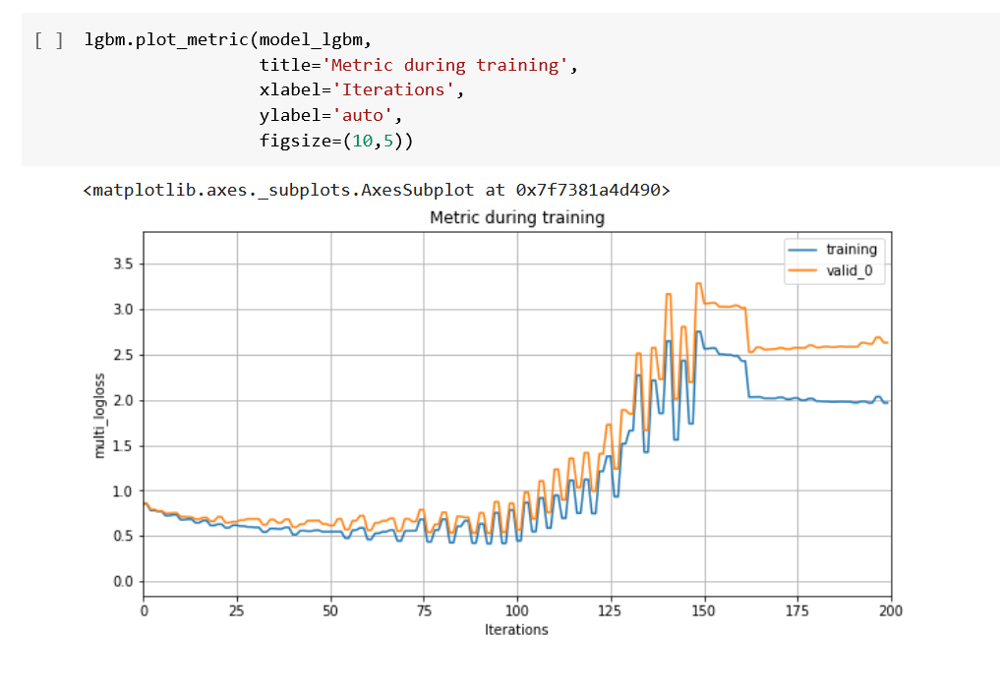 [ ] lgbm.plot_metric(model_lgbm,
title='Metric during training',
xlabel='Iterations',
ylabel='auto',
figsize=(10,5))
<matplotlib.axes._subplots.AxesSubplot at 0x7f7381a4d490>
Metric during training
training
valid_0
3.5
3.0
2.5
2.0
1.5
1.0
0.5
0.0
multi_logloss
0 25 50 75 100 125 150 175 200
Iterations